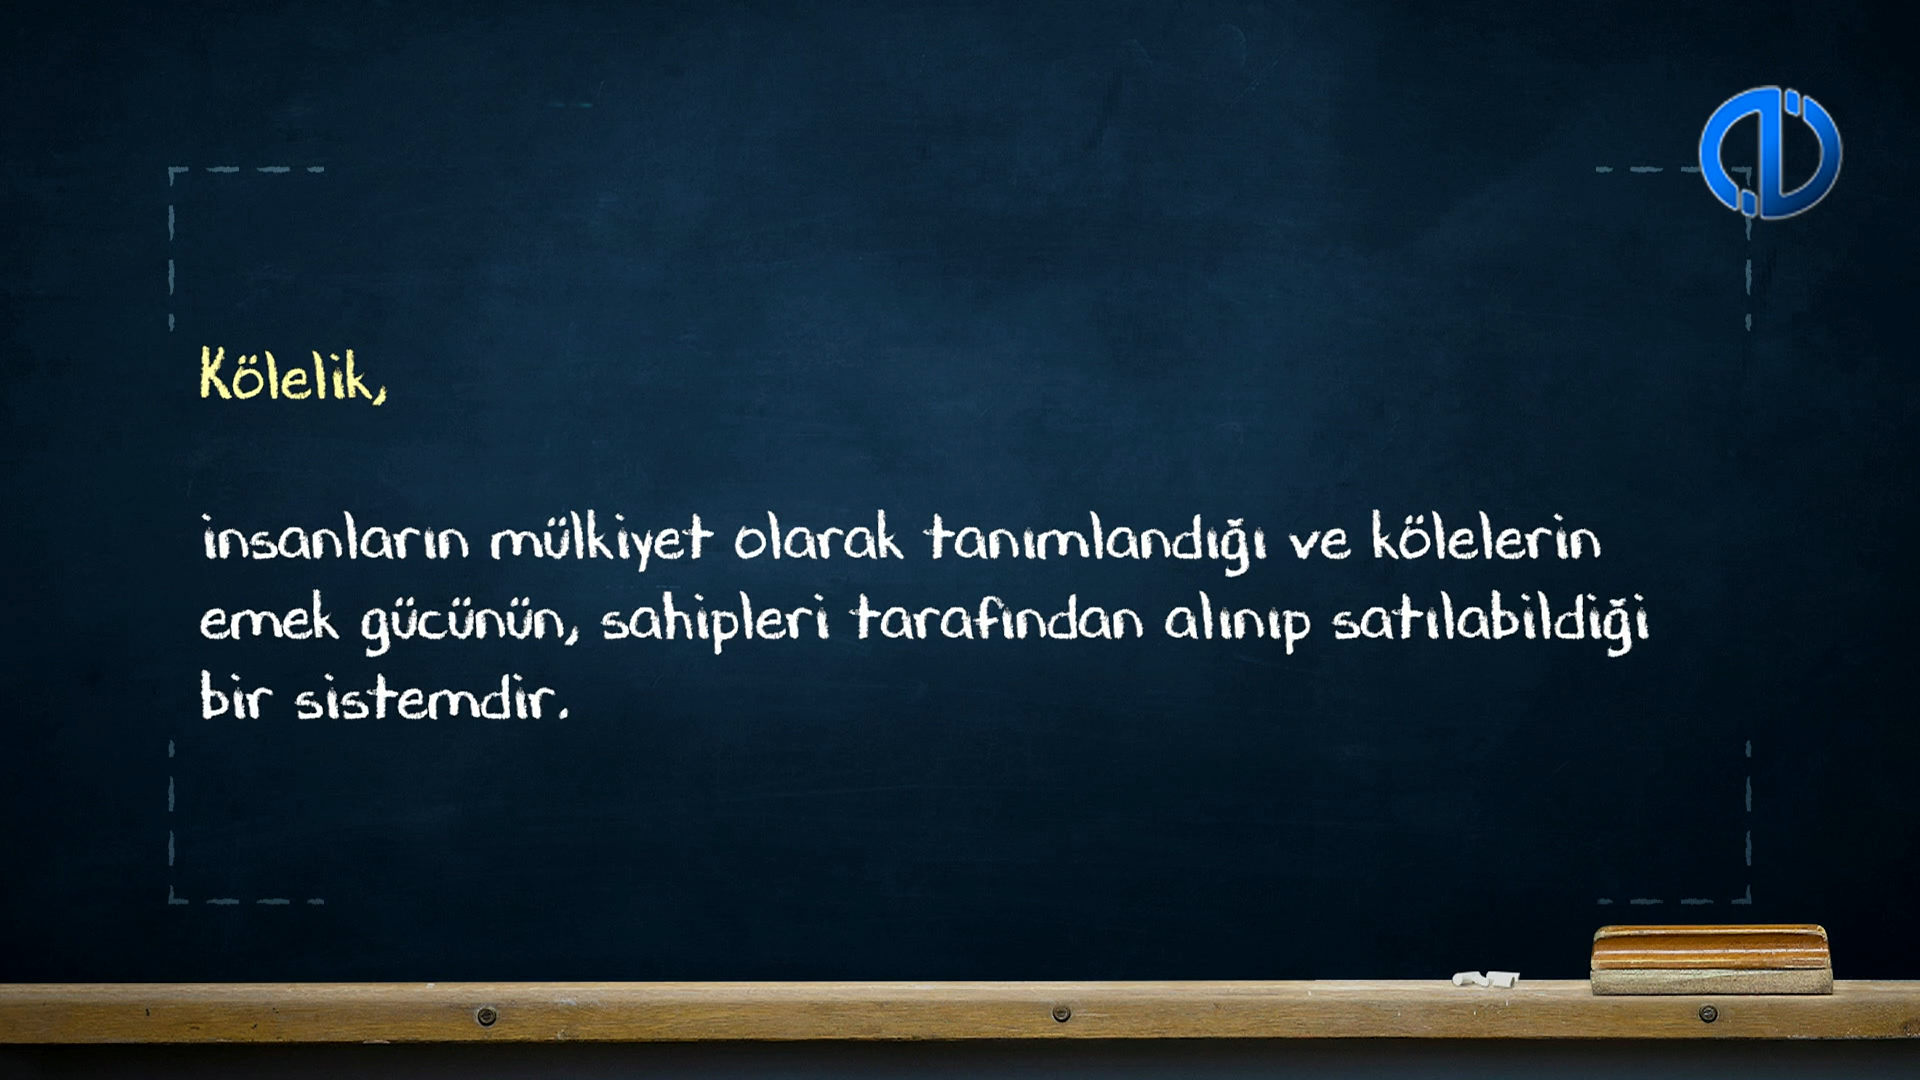 Kölelik,
insanların mülkiyet olarak tanımlandığı ve kölelerin
emek gücünün, sahipleri tarafından alınıp satılabildiği
bir sistemdir.